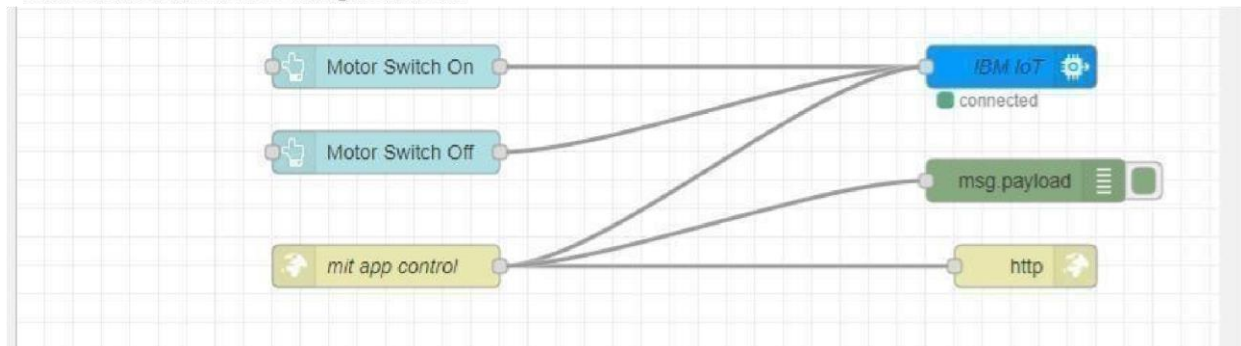 Motor Switch On
IBM IoT
connected
Motor Switch Off
msg.payload
mit app control
http